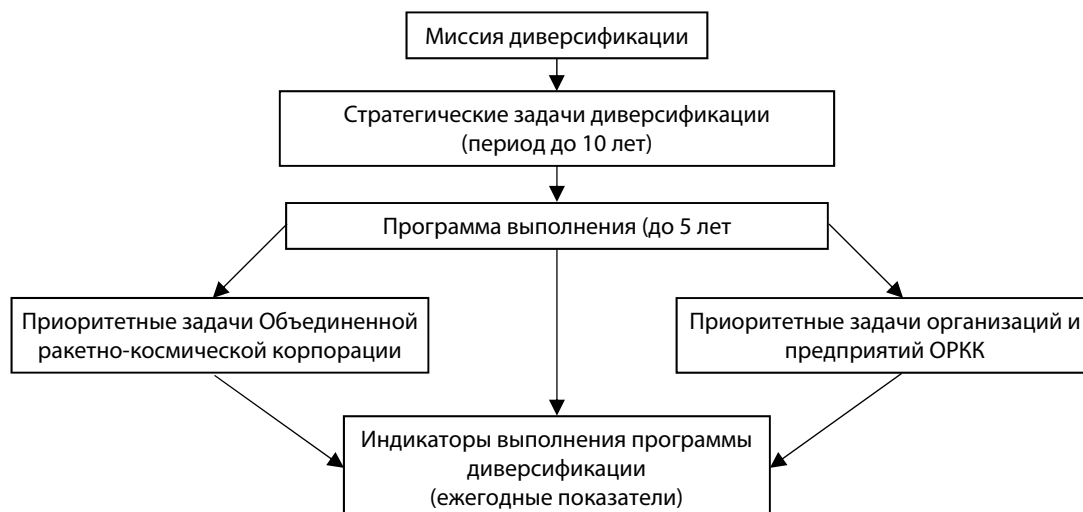 Миссия диверсификации
Стратегические задачи диверсификации
(период до 10 лет)
Программа выполнения (до 5 лет
Приоритетные задачи Объединенной
ракетно-космической корпорации
Приоритетные задачи организаций и
предприятий ОРКК
Индикаторы выполнения программы
диверсификации
(ежегодные показатели)